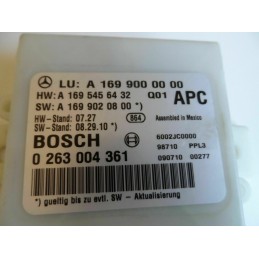 LU: A 169 900 00 00
HW: A 169 545 64 32 Q01
SW: A 169 902 08 00 *) APC
HW-Stand: 07.27 864 Assembled in Mexico
SW-Stand: 08.29.10 *)
BOSCH 6002JC0000
0 263 004 361 98710 PPL3
090710 00277
*) gueltig bis zu evtl. SW - Aktualisierung